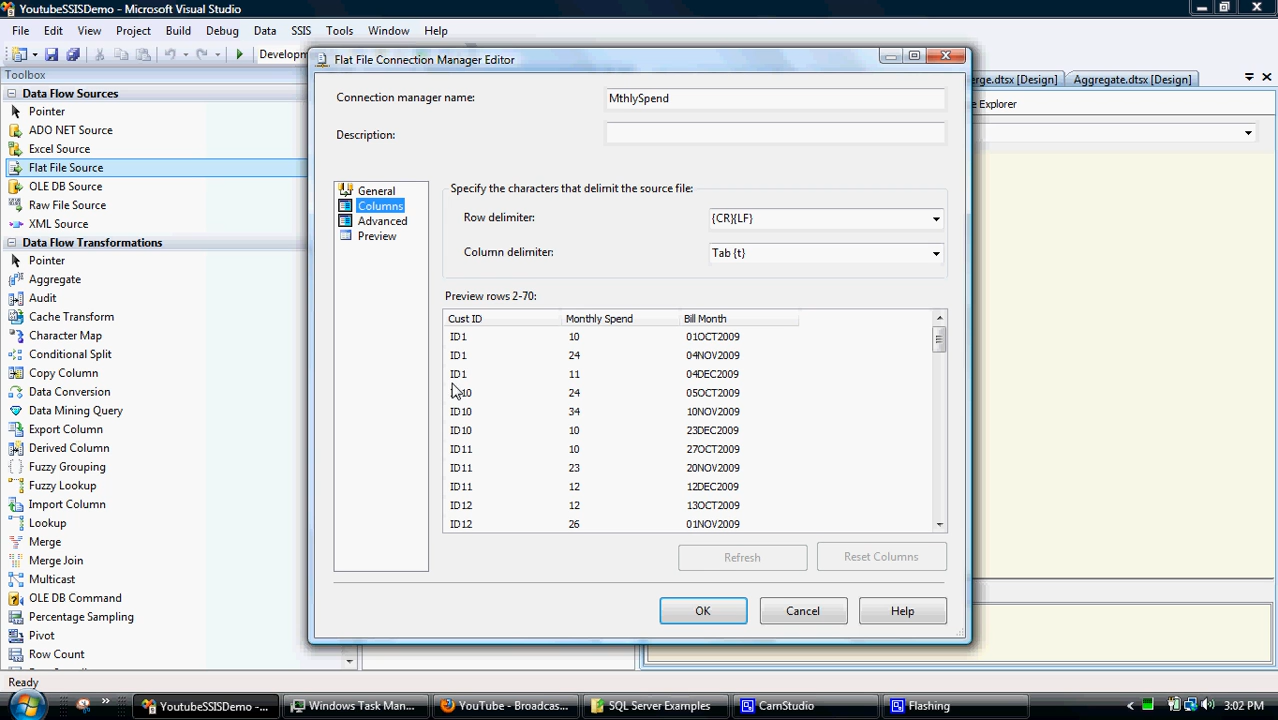 YoutubeSSISDemo - Microsoft Visual Studio
File Edit View Project Build Debug Data SSIS Tools Window Help
Developm
Toolbox
Data Flow Sources
Pointer
ADO NET Source
Excel Source
Flat File Source
OLE DB Source
Raw File Source
XML Source
Data Flow Transformations
Pointer
Aggregate
Audit
Cache Transform
Character Map
Conditional Split
Copy Column
Data Conversion
Data Mining Query
Export Column
Derived Column
Fuzzy Grouping
Fuzzy Lookup
Import Column
Lookup
Merge
Merge Join
Multicast
OLE DB Command
Percentage Sampling
Pivot
Row Count
Flat File Connection Manager Editor
Connection manager name: MthlySpend
Description:
General
Columns
Advanced
Preview
Specify the characters that delimit the source file:
Row delimiter: {CR}{LF}
Column delimiter: Tab {t}
Preview rows 2-70:
Cust ID Monthly Spend Bill Month
ID1 10 01OCT2009
ID1 24 04NOV2009
ID1 11 04DEC2009
10 24 05OCT2009
ID10 34 10NOV2009
ID10 10 23DEC2009
ID11 10 27OCT2009
ID11 23 20NOV2009
ID11 12 12DEC2009
ID12 12 13OCT2009
ID12 26 01NOV2009
Refresh Reset Columns
OK Cancel Help
erge.dtsx [Design] Aggregate.dtsx [Design]
e Explorer
Ready
YoutubeSSISDemo -... Windows Task Man... YouTube - Broadcas... SQL Server Examples CamStudio Flashing 3:02 PM